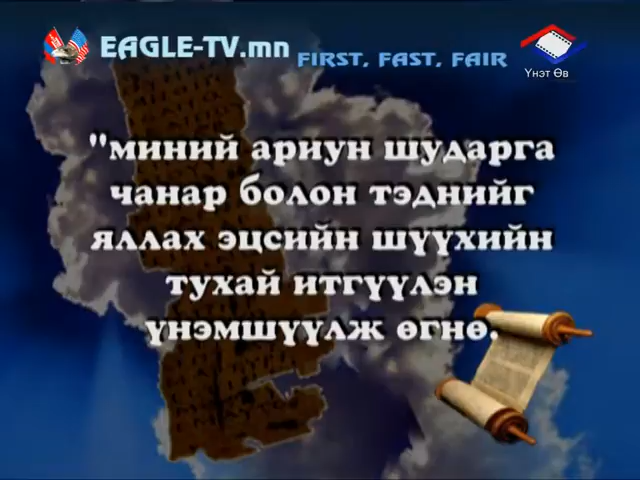 EAGLE-TV.mn
FIRST, FAST, FAIR
Үнэт Өв
"миний ариун шударга
чанар болон тэднийг
яллах эцсийн шүүхийн
тухай итгүүлэн
үнэмшүүлж өгнө.